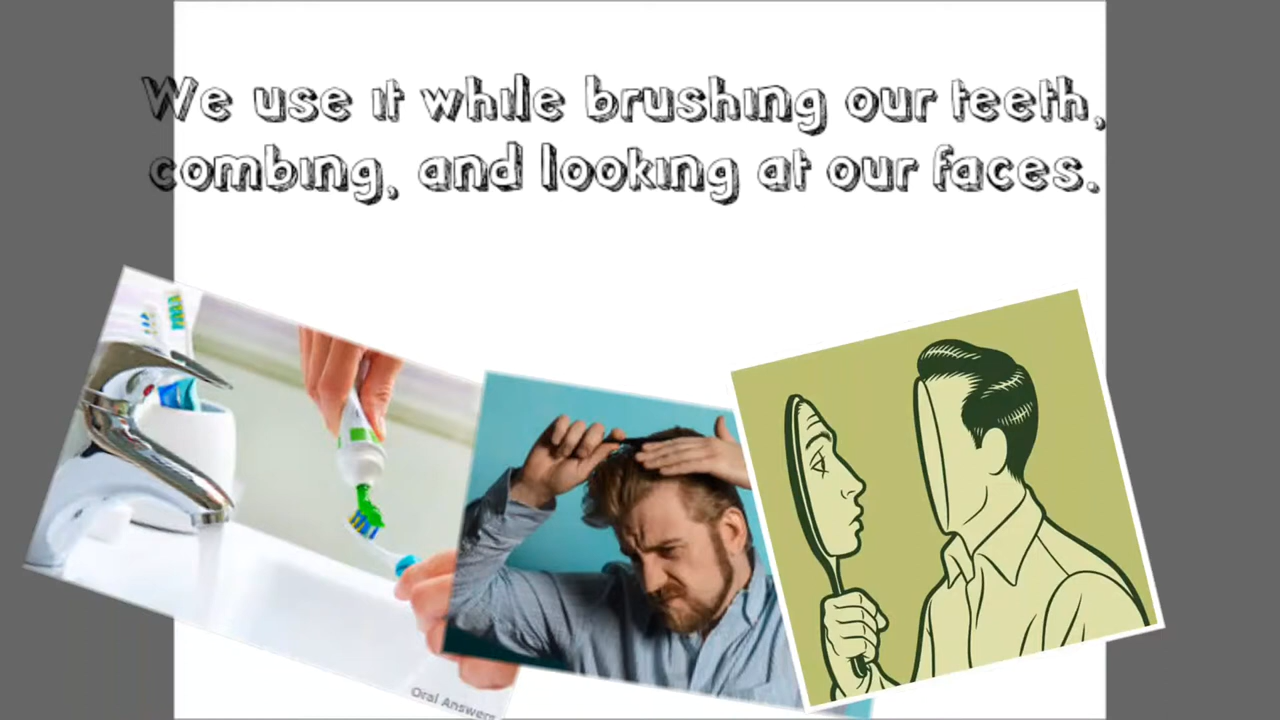 We use it while brushing our teeth,
combing, and looking at our faces.
Oral Answers